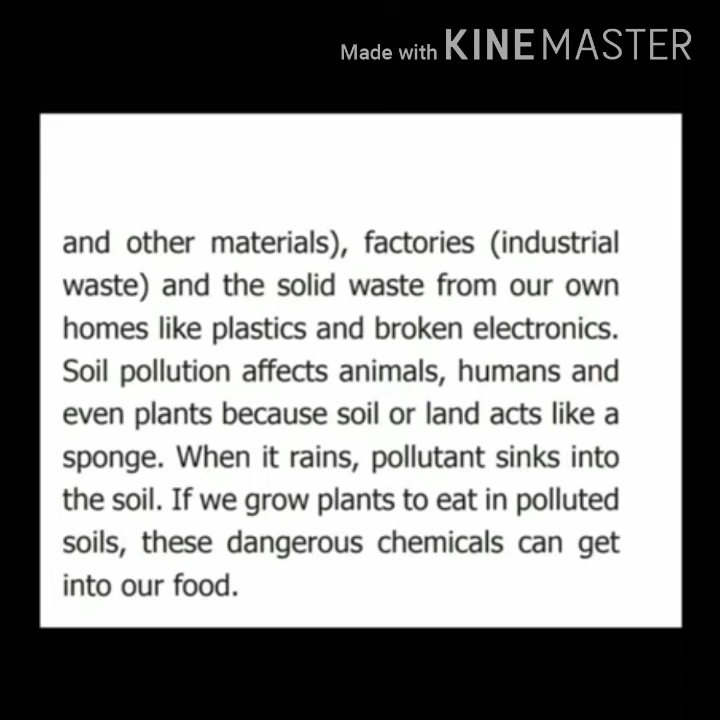 Made with KINEMASTER
and other materials), factories (industrial
waste) and the solid waste from our own
homes like plastics and broken electronics.
Soil pollution affects animals, humans and
even plants because soil or land acts like a
sponge. When it rains, pollutant sinks into
the soil. If we grow plants to eat in polluted
soils, these dangerous chemicals can get
into our food.